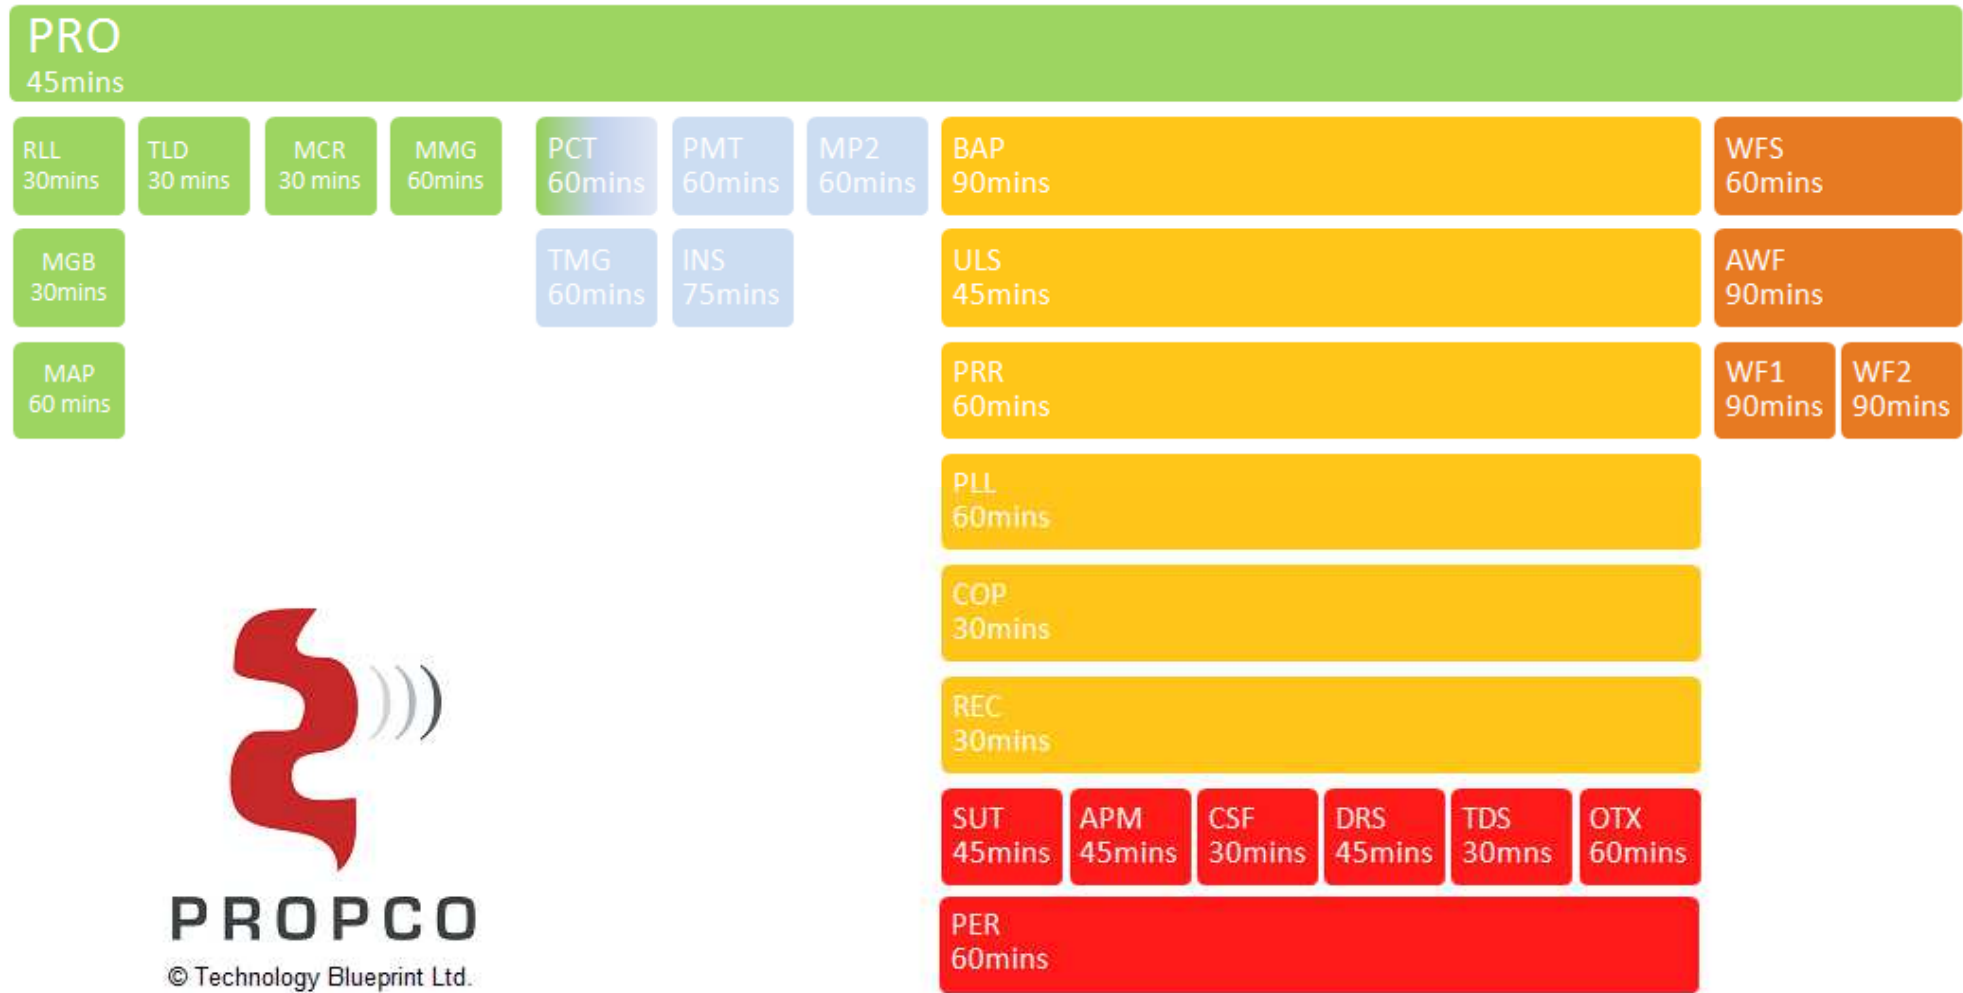 PRO
45mins
RLL
30mins
TLD
30 mins
MCR
30 mins
MMG
60mins
PCT
60mins
PMT
60mins
MP2
60mins
BAP
90mins
WFS
60mins
MGB
30mins
TMG
60mins
INS
75mins
ULS
45mins
AWF
90mins
MAP
60 mins
PRR
60mins
WF1
90mins
WF2
90mins
PLL
60mins
COP
30mins
REC
30mins
SUT
45mins
APM
45mins
CSF
30mins
DRS
45mins
TDS
30mns
OTX
60mins
PER
60mins
PROPCO
© Technology Blueprint Ltd.